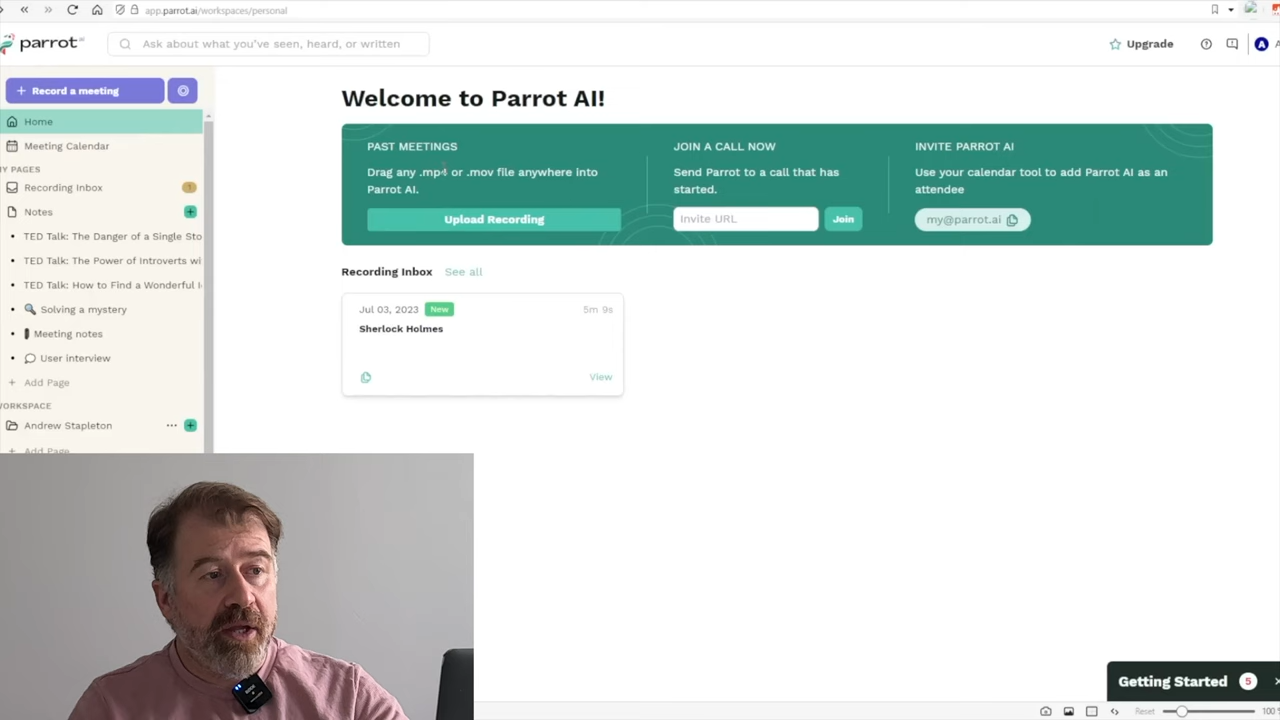 app.parrot.ai/workspaces/personal
parrot
Ask about what you've seen, heard, or written
Upgrade
A
Record a meeting
Home
Meeting Calendar
MY PAGES
Recording Inbox
1
Notes
TED Talk: The Danger of a Single Sto
TED Talk: The Power of Introverts wi
TED Talk: How to Find a Wonderful I
Solving a mystery
Meeting notes
User interview
Add Page
WORKSPACE
Andrew Stapleton
Add Page
Welcome to Parrot AI!
PAST MEETINGS
Drag any .mp4 or .mov file anywhere into
Parrot AI.
Upload Recording
JOIN A CALL NOW
Send Parrot to a call that has
started.
Invite URL
Join
INVITE PARROT AI
Use your calendar tool to add Parrot AI as an
attendee
my@parrot.ai
Recording Inbox
See all
Jul 03, 2023
New
5m 9s
Sherlock Holmes
View
Getting Started
5
Reset
100